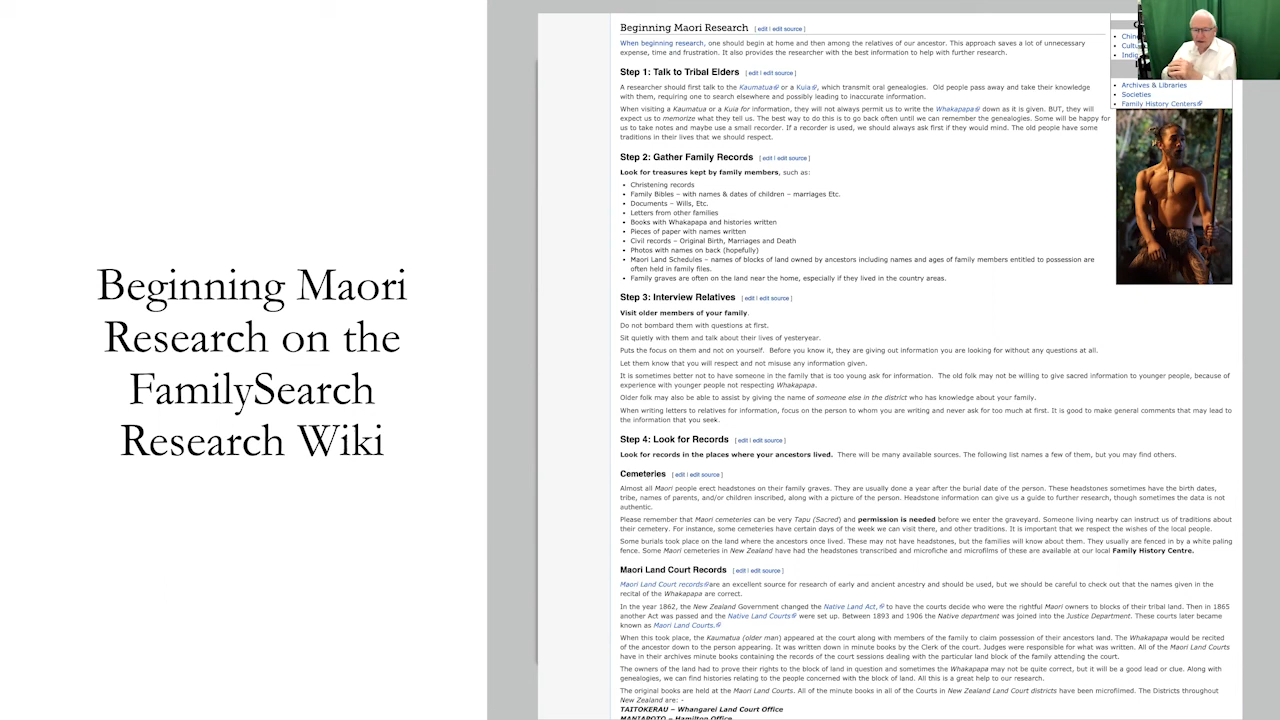 Beginning Maori
Research on the
FamilySearch
Research Wiki
Beginning Maori Research [ edit | edit source ]
When beginning research, one should begin at home and then among the relatives of our ancestor. This approach saves a lot of unnecessary
expense, time and frustration. It also provides the researcher with the best information to help with further research.
Step 1: Talk to Tribal Elders [ edit | edit source ]
A researcher should first talk to the Kaumatua or a Kuia, which transmit oral genealogies. Old people pass away and take their knowledge
with them, requiring one to search elsewhere and possibly leading to inaccurate information.
When visiting a Kaumatua or a Kuia for information, they will not always permit us to write the Whakapapa down as it is given. BUT, they will
expect us to memorize what they tell us. The best way to do this is to go back often until we can remember the genealogies. Some will be happy for
us to take notes and maybe use a small recorder. If a recorder is used, we should always ask first if they would mind. The old people have some
traditions in their lives that we should respect.
Step 2: Gather Family Records [ edit | edit source ]
Look for treasures kept by family members, such as:
• Christening records
• Family Bibles – with names & dates of children – marriages Etc.
• Documents – Wills, Etc.
• Letters from other families
• Books with Whakapapa and histories written
• Pieces of paper with names written
• Civil records – Original Birth, Marriages and Death
• Photos with names on back (hopefully)
• Maori Land Schedules – names of blocks of land owned by ancestors including names and ages of family members entitled to possession are
often held in family files.
• Family graves are often on the land near the home, especially if they lived in the country areas.
Step 3: Interview Relatives [ edit | edit source ]
Visit older members of your family.
Do not bombard them with questions at first.
Sit quietly with them and talk about their lives of yesteryear.
Puts the focus on them and not on yourself. Before you know it, they are giving out information you are looking for without any questions at all.
Let them know that you will respect and not misuse any information given.
It is sometimes better not to have someone in the family that is too young ask for information. The old folk may not be willing to give sacred information to younger people, because of
experience with younger people not respecting Whakapapa.
Older folk may also be able to assist by giving the name of someone else in the district who has knowledge about your family.
When writing letters to relatives for information, focus on the person to whom you are writing and never ask for too much at first. It is good to make general comments that may lead to
the information that you seek.
Step 4: Look for Records [ edit | edit source ]
Look for records in the places where your ancestors lived. There will be many available sources. The following list names a few of them, but you may find others.
Cemeteries [ edit | edit source ]
Almost all Maori people erect headstones on their family graves. They are usually done a year after the burial date of the person. These headstones sometimes have the birth dates,
tribe, names of parents, and/or children inscribed, along with a picture of the person. Headstone information can give us a guide to further research, though sometimes the data is not
authentic.
Please remember that Maori cemeteries can be very Tapu (Sacred) and permission is needed before we enter the graveyard. Someone living nearby can instruct us of traditions about
their cemetery. For instance, some cemeteries have certain days of the week we can visit there, and other traditions. It is important that we respect the wishes of the local people.
Some burials took place on the land where the ancestors once lived. These may not have headstones, but the families will know about them. They usually are fenced in by a white paling
fence. Some Maori cemeteries in New Zealand have had the headstones transcribed and microfiche and microfilms of these are available at our local Family History Centre.
Maori Land Court Records [ edit | edit source ]
Maori Land Court records are an excellent source for research of early and ancient ancestry and should be used, but we should be careful to check out that the names given in the
recital of the Whakapapa are correct.
In the year 1862, the New Zealand Government changed the Native Land Act, to have the courts decide who were the rightful Maori owners to blocks of their tribal land. Then in 1865
another Act was passed and the Native Land Courts were set up. Between 1893 and 1906 the Native department was joined into the Justice Department. These courts later became
known as Maori Land Courts.
When this took place, the Kaumatua (older man) appeared at the court along with members of the family to claim possession of their ancestors land. The Whakapapa would be recited
of the ancestor down to the person appearing. It was written down in minute books by the Clerk of the court. Judges were responsible for what was written. All of the Maori Land Courts
have in their archives minute books containing the records of the court sessions dealing with the particular land block of the family attending the court.
The owners of the land had to prove their rights to the block of land in question and sometimes the Whakapapa may not be quite correct, but it will be a good lead or clue. Along with
genealogies, we can find histories relating to the people concerned with the block of land. All this is a great help to our research.
The original books are held at the Maori Land Courts. All of the minute books in all of the Courts in New Zealand Land Court districts have been microfilmed. The Districts throughout
New Zealand are: -
TAITOKERAU – Whangarei Land Court Office
MANIAPOTO – Hamilton Office
• Archives & Libraries
• Societies
• Family History Centers